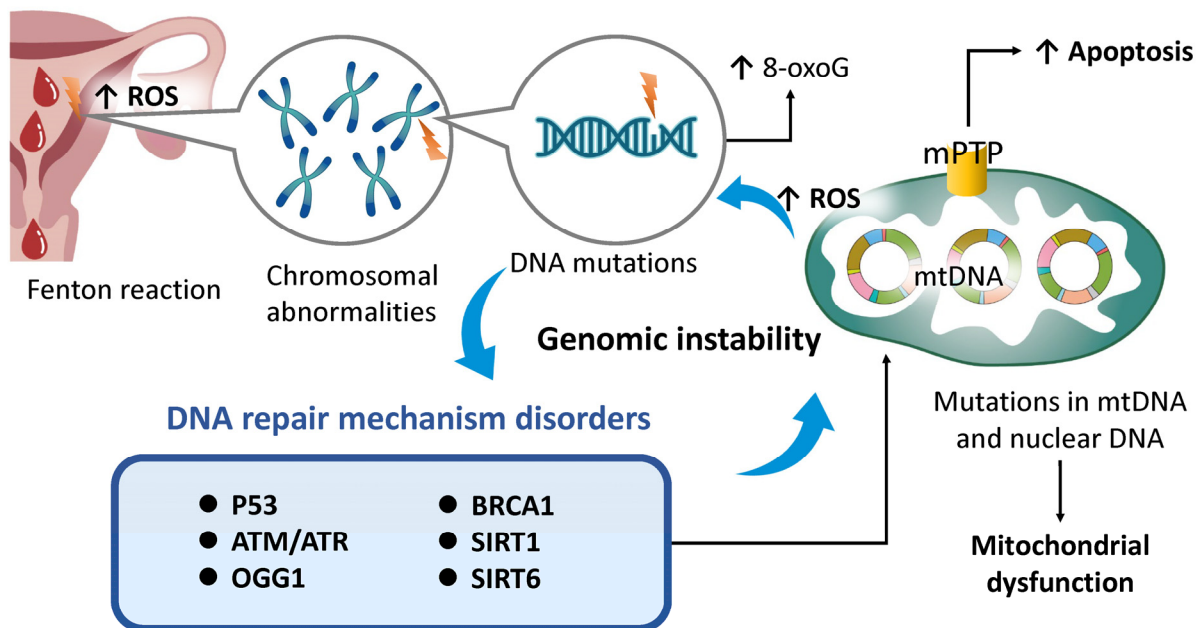 ↑ ROS
Fenton reaction
Chromosomal
abnormalities
DNA mutations
↑ 8-oxoG
↑ Apoptosis
mPTP
↑ ROS
mtDNA
Genomic instability
Mutations in mtDNA
and nuclear DNA
Mitochondrial
dysfunction
DNA repair mechanism disorders
● P53
● ATM/ATR
● OGG1
● BRCA1
● SIRT1
● SIRT6